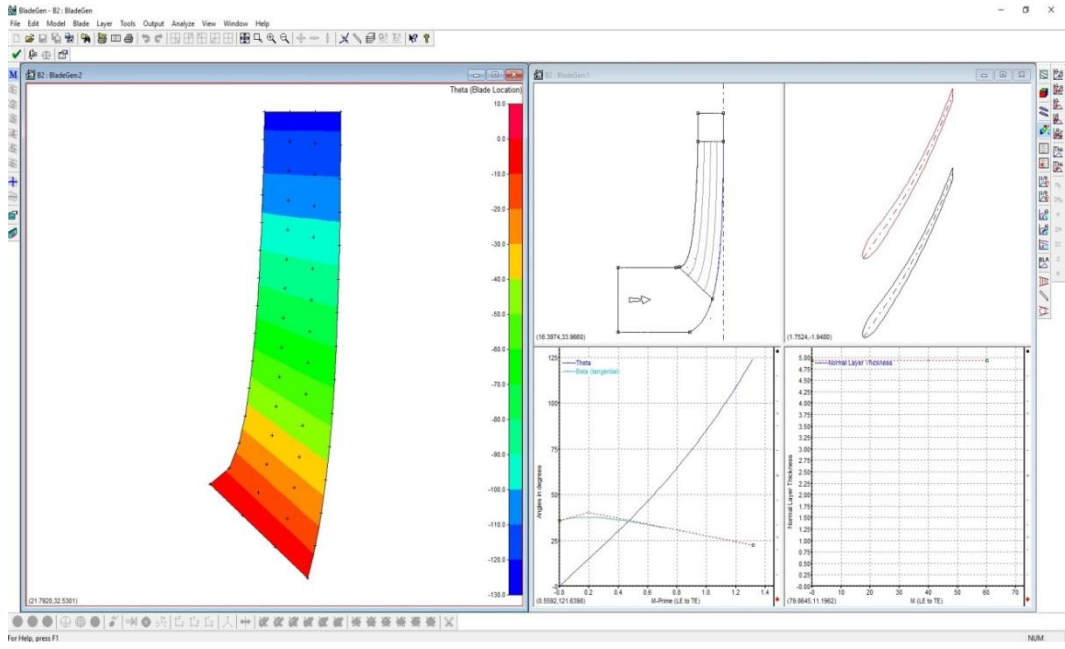 BladeGen - B2 : BladeGen
File Edit Model Blade Layer Tools Output Analyze View Window Help
B2 : BladeGen:2
B2 : BladeGen:1
Theta (Blade Location)
10.0
0.0
-10.0
-20.0
-30.0
-40.0
-50.0
-60.0
-70.0
-80.0
-90.0
-100.0
-110.0
-120.0
-130.0
(21.7920,32.5301)
(16.3974,33.9660)
(1.7524,-1.9480)
Theta
Beta (tangential)
Angles in degrees
125
100
75
50
25
-0
-0.0 0.2 0.4 0.6 0.8 1.0 1.2 1.4
(0.5592,121.6398) M-Prime (LE to TE)
Normal Layer Thickness
Normal Layer Thickness
5.00
4.75
4.50
4.25
4.00
3.75
3.50
3.25
3.00
2.75
2.50
2.25
2.00
1.75
1.50
1.25
1.00
0.75
0.50
0.25
-0.00
-0 10 20 30 40 50 60 70
(79.8645,11.1962) M (LE to TE)
For Help, press F1
NUM